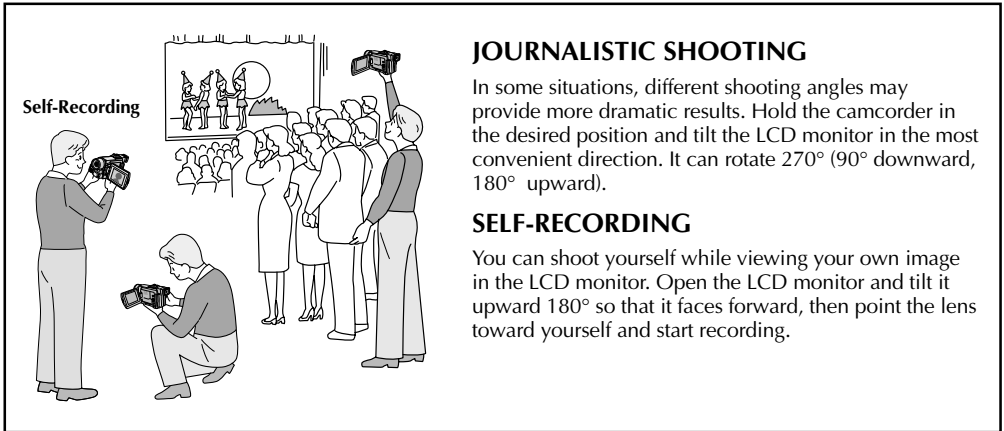 Self-Recording
JOURNALISTIC SHOOTING
In some situations, different shooting angles may
provide more dramatic results. Hold the camcorder in
the desired position and tilt the LCD monitor in the most
convenient direction. It can rotate 270° (90° downward,
180° upward).
SELF-RECORDING
You can shoot yourself while viewing your own image
in the LCD monitor. Open the LCD monitor and tilt it
upward 180° so that it faces forward, then point the lens
toward yourself and start recording.